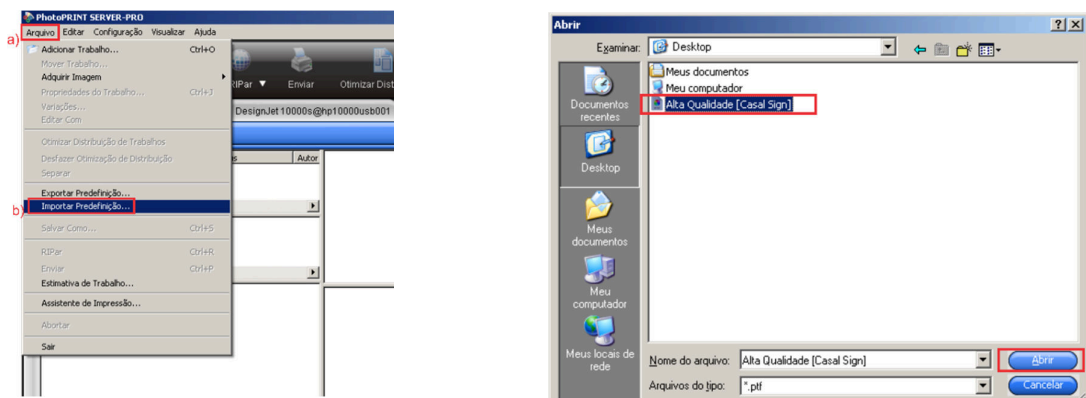 PhotoPRINT SERVER-PRO
Arquivo Editar Configuração Visualizar Ajuda
a)
Adicionar Trabalho... Ctrl+O
Mover Trabalho...
Adquirir Imagem
Propriedades do Trabalho... Ctrl+J
Variações...
Editar Com
Otimizar Distribuição de Trabalhos
Desfazer Otimização de Distribuição
Separar
Exportar Predefinição...
b)
Importar Predefinição...
Salvar Como... Ctrl+S
RIPar Ctrl+R
Enviar Ctrl+P
Estimativa de Trabalho...
Assistente de Impressão...
Abortar
Sair
RIPar Enviar Otimizar Dist
DesignJet 10000s@hp10000usb001
s Autor
Abrir
Examinar: Desktop
Documentos recentes
Desktop
Meus documentos
Meu computador
Meus locais de rede
Meus documentos
Meu computador
Alta Qualidade [Casal Sign]
Nome do arquivo: Alta Qualidade [Casal Sign] Abrir
Arquivos do tipo: *.ptf Cancelar